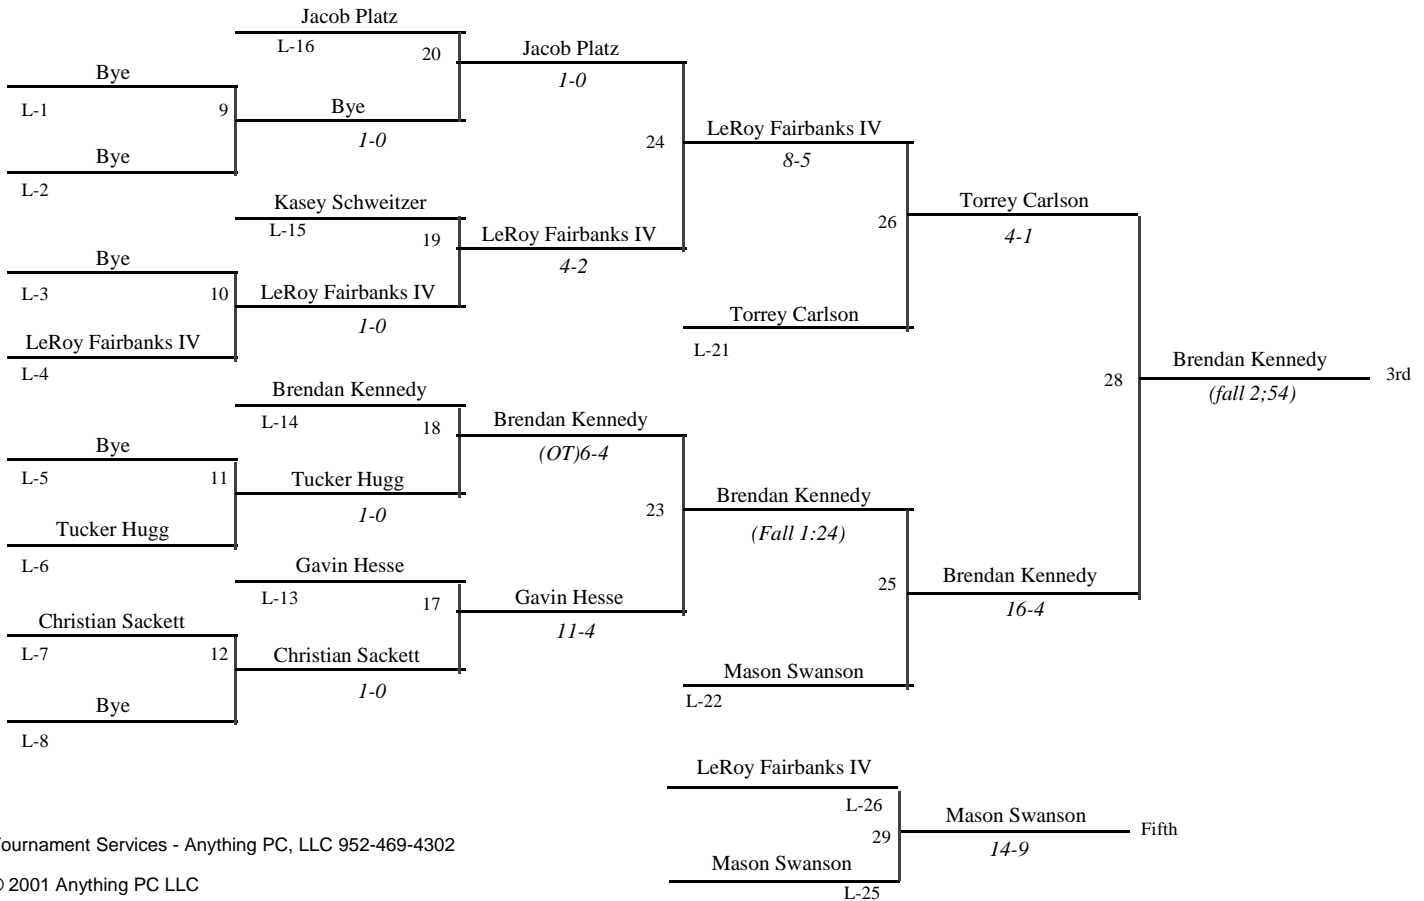 Jacob Platz
L-16
20
Jacob Platz
1-0
Bye
L-1
9
Bye
1-0
Bye
L-2
24
LeRoy Fairbanks IV
8-5
Kasey Schweitzer
L-15
19
LeRoy Fairbanks IV
4-2
26
Torrey Carlson
4-1
Bye
L-3
10
LeRoy Fairbanks IV
1-0
LeRoy Fairbanks IV
L-4
Torrey Carlson
L-21
28
Brendan Kennedy
(fall 2;54)
3rd
Brendan Kennedy
L-14
18
Brendan Kennedy
(OT)6-4
Bye
L-5
11
Tucker Hugg
1-0
Tucker Hugg
L-6
23
Brendan Kennedy
(Fall 1:24)
Gavin Hesse
L-13
17
Gavin Hesse
11-4
25
Brendan Kennedy
16-4
Christian Sackett
L-7
12
Christian Sackett
1-0
Bye
L-8
Mason Swanson
L-22
LeRoy Fairbanks IV
L-26
29
Mason Swanson
14-9
Fifth
Mason Swanson
L-25
ournament Services - Anything PC, LLC 952-469-4302
© 2001 Anything PC LLC